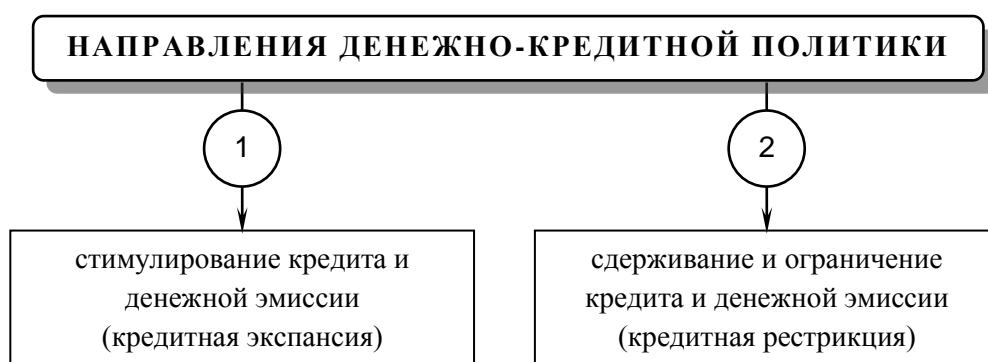 НАПРАВЛЕНИЯ ДЕНЕЖНО-КРЕДИТНОЙ ПОЛИТИКИ
1
2
стимулирование кредита и
денежной эмиссии
(кредитная экспансия)
сдерживание и ограничение
кредита и денежной эмиссии
(кредитная рестрикция)